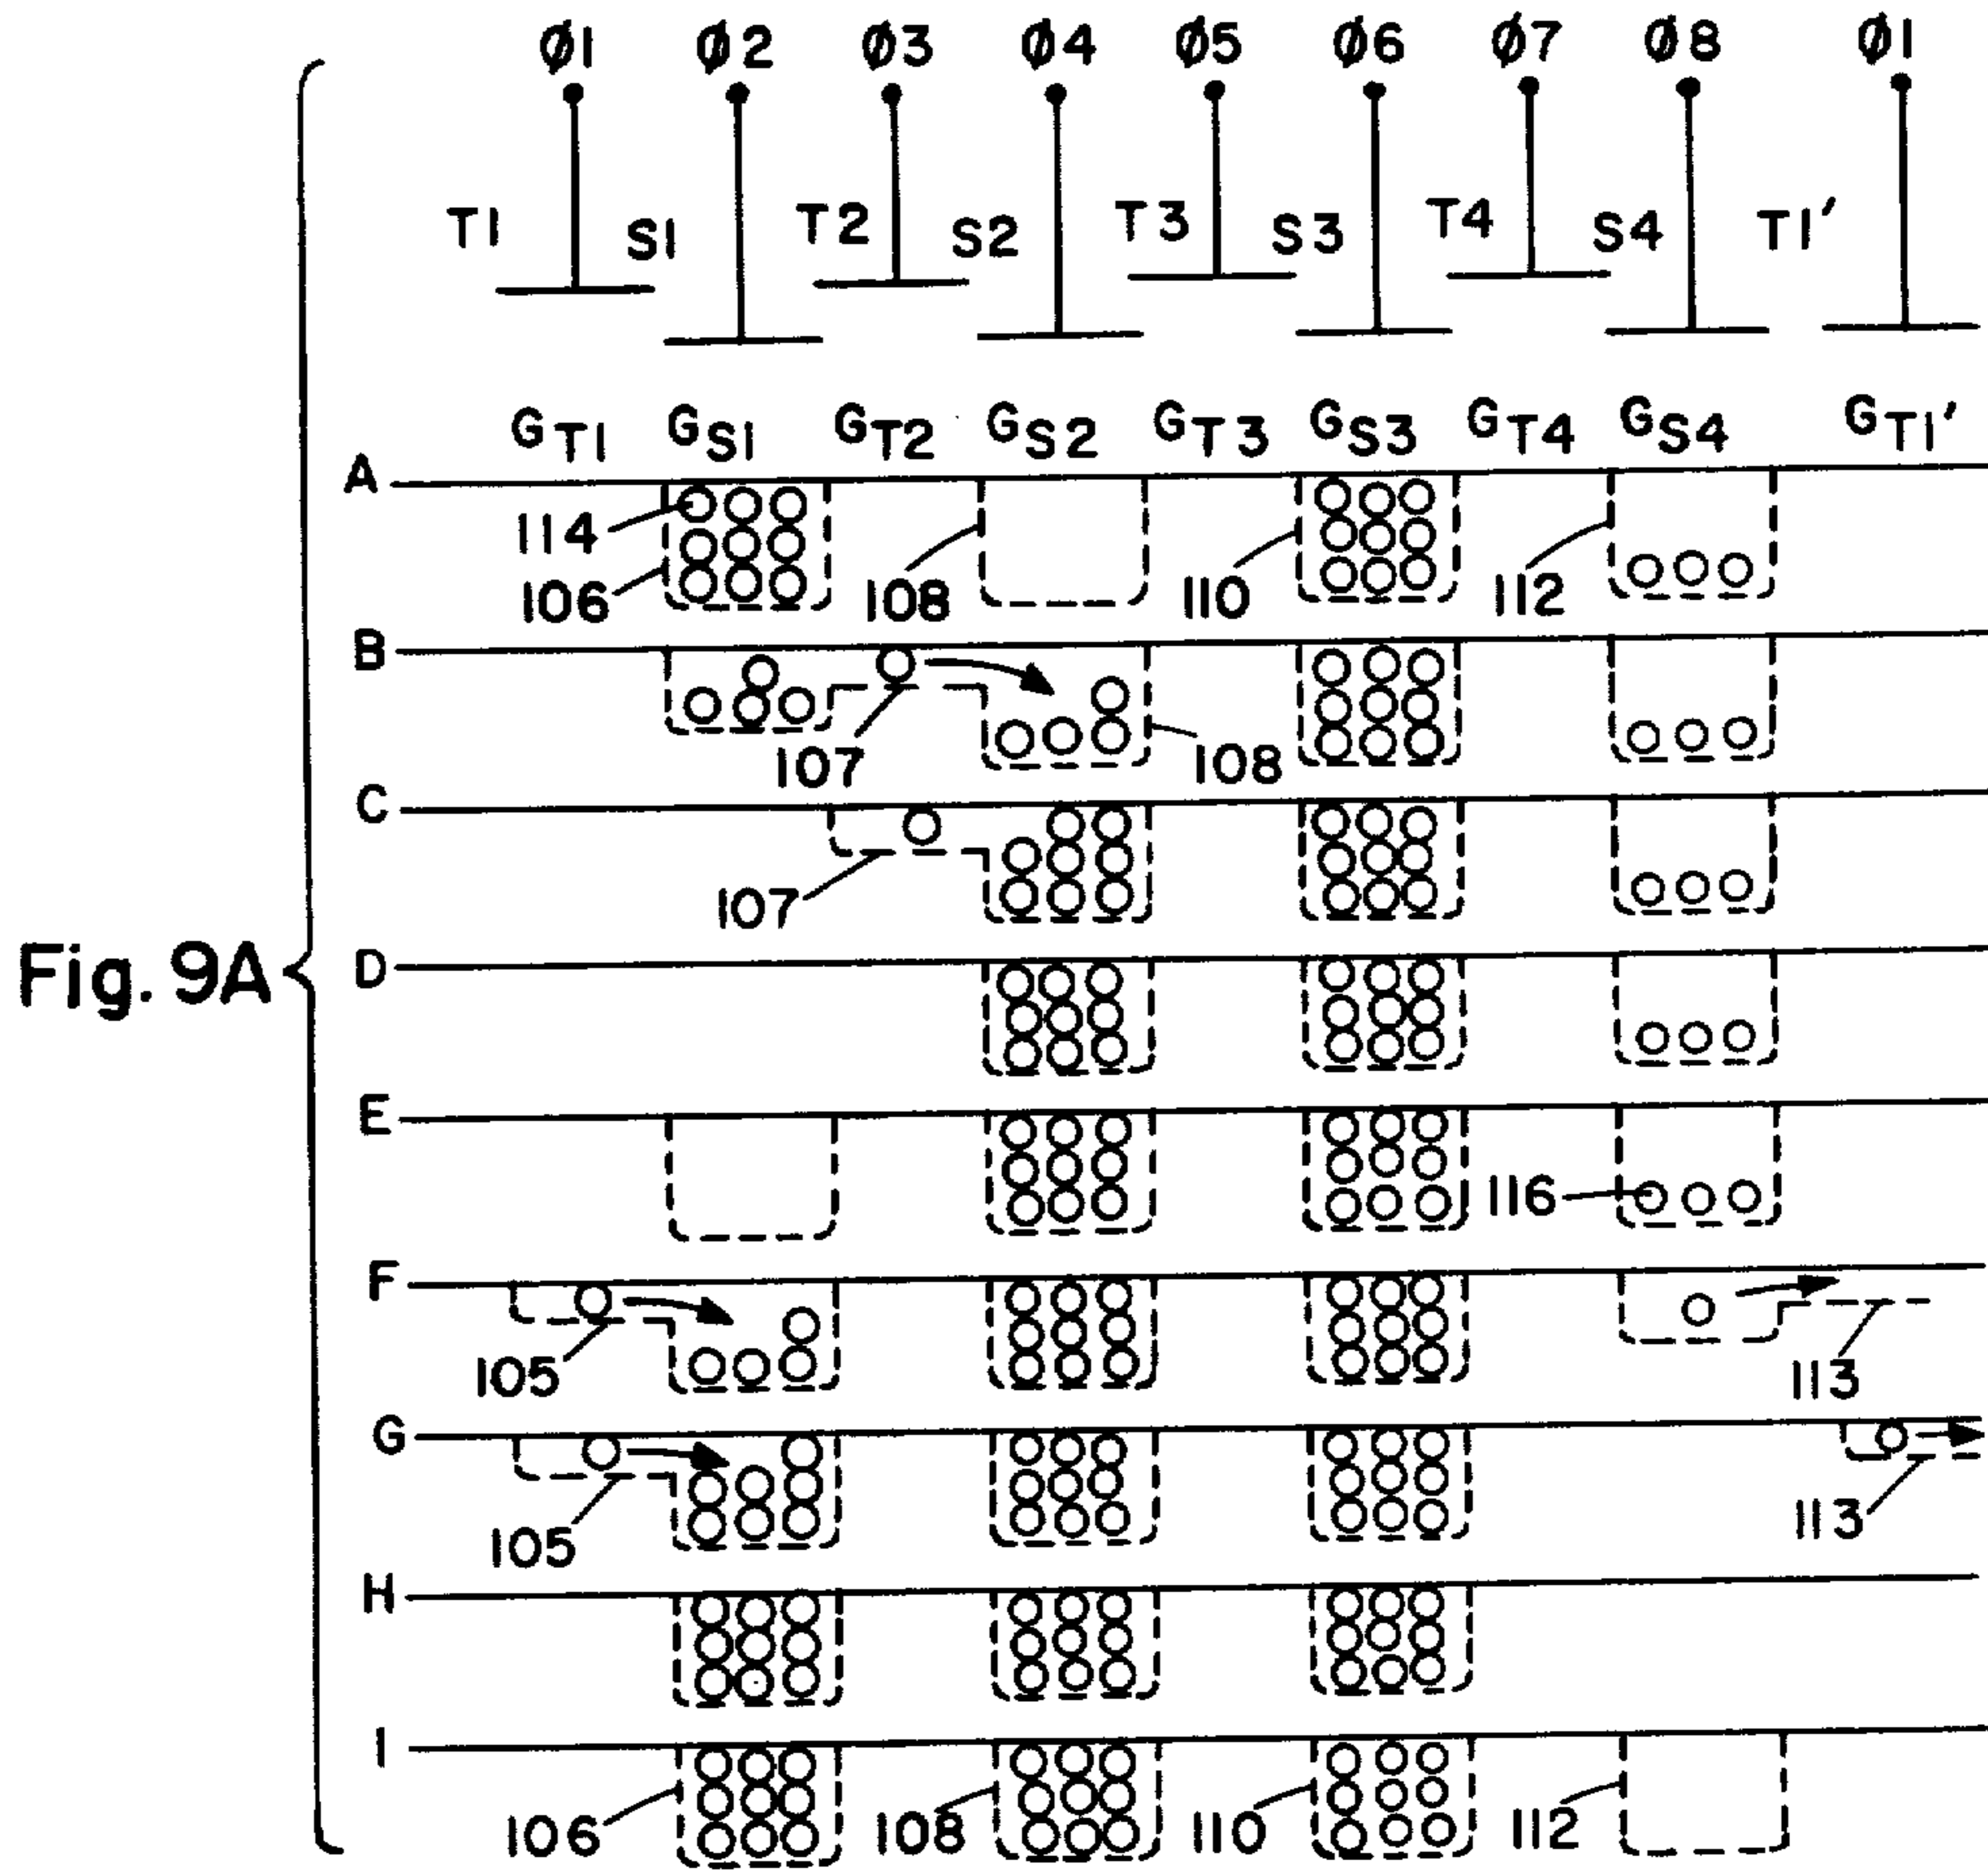 Ø1 Ø2 Ø3 Ø4 Ø5 Ø6 Ø7 Ø8 Ø1
T1 S1 T2 S2 T3 S3 T4 S4 T1′
GT1 GS1 GT2 GS2 GT3 GS3 GT4 GS4 GT1′
A
114
106 108 110 112
B
107 108
C
107
Fig. 9A
D
E
116
F
105 113
G
105 113
H
I
106 108 110 112